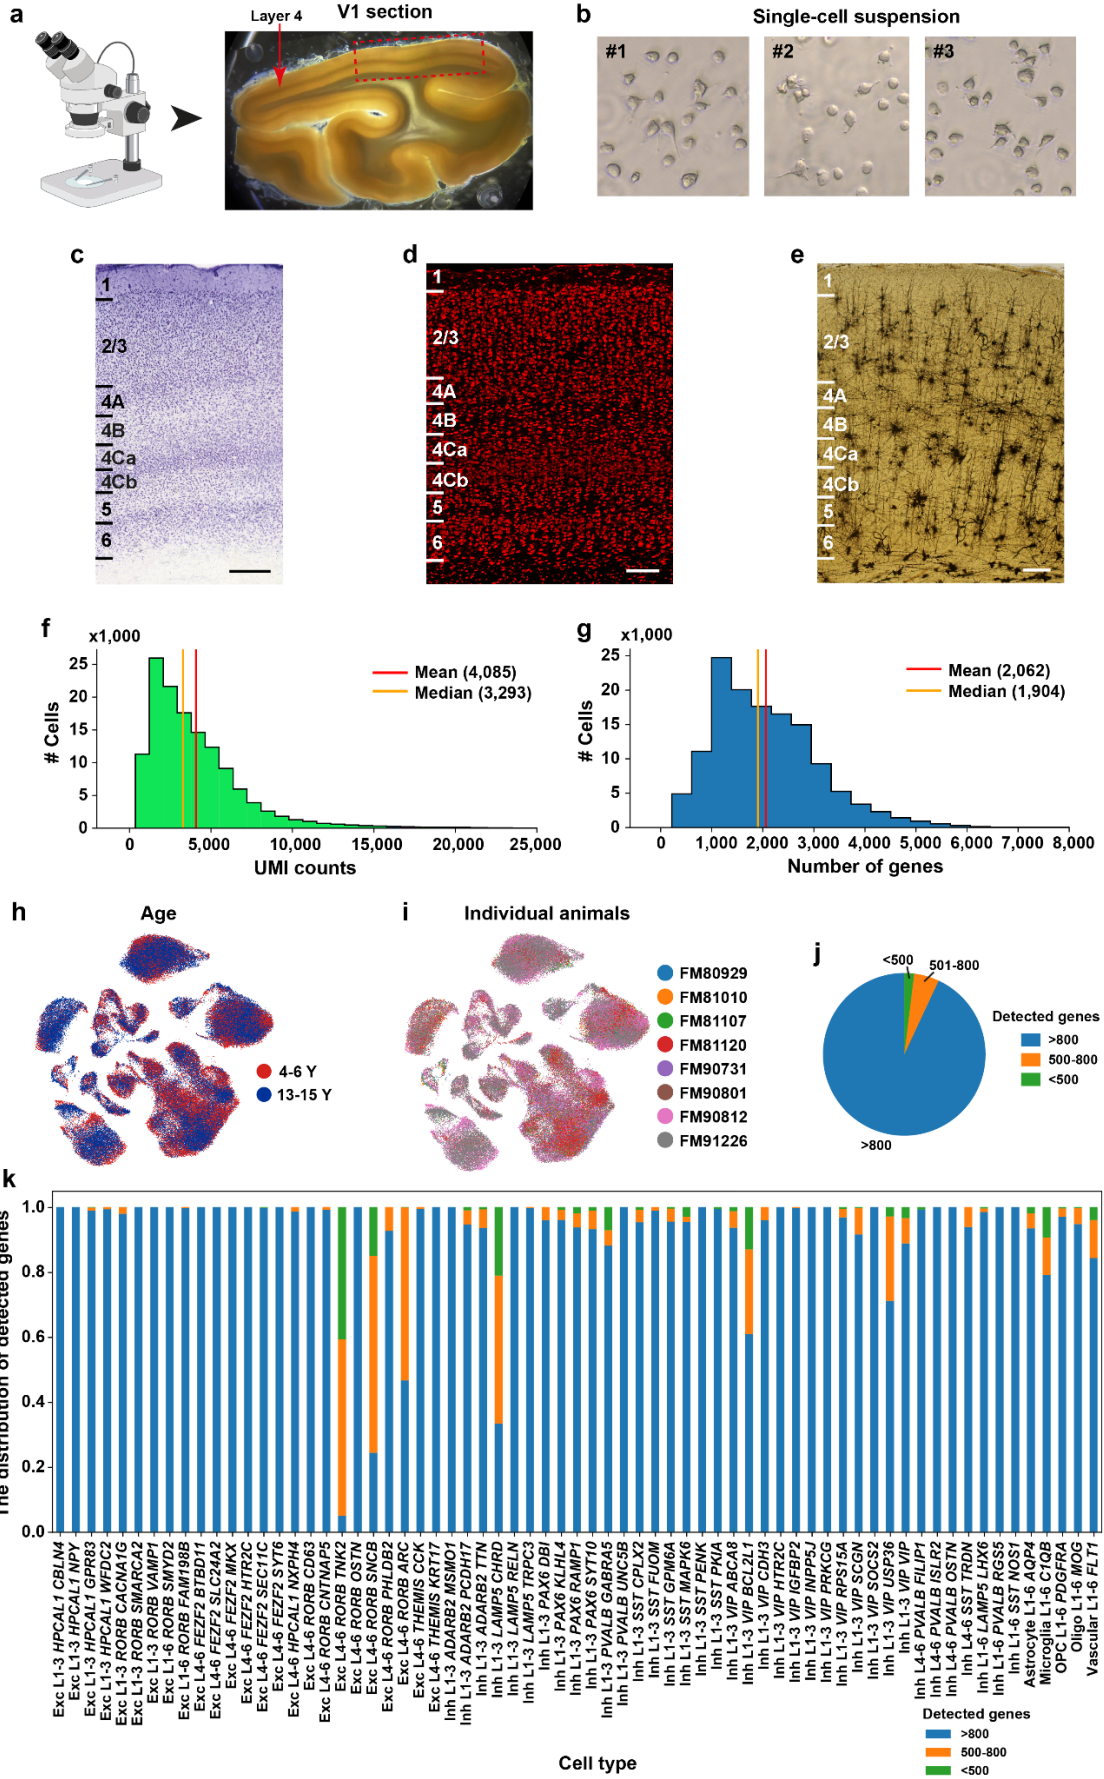 a
Layer 4
V1 section
b
Single-cell suspension
#1
#2
#3
c
1
2/3
4A
4B
4Ca
4Cb
5
6
d
1
2/3
4A
4B
4Ca
4Cb
5
6
e
1
2/3
4A
4B
4Ca
4Cb
5
6
f
x1,000
# Cells
25
20
15
10
5
0
Mean (4,085)
Median (3,293)
0 5,000 10,000 15,000 20,000 25,000
UMI counts
g
x1,000
# Cells
25
20
15
10
5
0
Mean (2,062)
Median (1,904)
0 1,000 2,000 3,000 4,000 5,000 6,000 7,000 8,000
Number of genes
h
Age
4-6 Y
13-15 Y
i
Individual animals
FM80929
FM81010
FM81107
FM81120
FM90731
FM90801
FM90812
FM91226
j
<500
501-800
>800
Detected genes
>800
500-800
<500
k
The distribution of detected genes
1.0
0.8
0.6
0.4
0.2
0.0
Exc L1-3 HPCAL1 CBLN4
Exc L1-3 HPCAL1 NPY
Exc L1-3 HPCAL1 GPR83
Exc L1-3 HPCAL1 WFDC2
Exc L1-3 RORB CACNA1G
Exc L1-3 RORB SMARCA2
Exc L1-3 RORB VAMP1
Exc L1-6 RORB SMYD2
Exc L1-6 RORB FAM198B
Exc L4-6 FEZF2 BTBD11
Exc L4-6 FEZF2 SLC24A2
Exc L4-6 FEZF2 MKX
Exc L4-6 FEZF2 HTR2C
Exc L4-6 FEZF2 SEC11C
Exc L4-6 FEZF2 SYT6
Exc L4-6 HPCAL1 NXPH4
Exc L4-6 RORB CD63
Exc L4-6 RORB CNTNAP5
Exc L4-6 RORB TNK2
Exc L4-6 RORB OSTN
Exc L4-6 RORB SNCB
Exc L4-6 RORB PHLDB2
Exc L4-6 RORB ARC
Exc L4-6 THEMIS CCK
Exc L4-6 THEMIS KRT17
Inh L1-3 ADARB2 MSMO1
Inh L1-3 ADARB2 PCDH17
Inh L1-3 ADARB2 TTN
Inh L1-3 LAMP5 CHRD
Inh L1-3 LAMP5 RELN
Inh L1-3 LAMP5 TRPC3
Inh L1-3 PAX6 DBI
Inh L1-3 PAX6 KLHL4
Inh L1-3 PAX6 RAMP1
Inh L1-3 PAX6 SYT10
Inh L1-3 PVALB GABRA5
Inh L1-3 PVALB UNC5B
Inh L1-3 SST CPLX2
Inh L1-3 SST FUOM
Inh L1-3 SST GPM6A
Inh L1-3 SST MAPK6
Inh L1-3 SST PENK
Inh L1-3 SST PKIA
Inh L1-3 VIP ABCA8
Inh L1-3 VIP BCL2L1
Inh L1-3 VIP CDH3
Inh L1-3 VIP HTR2C
Inh L1-3 VIP IGFBP2
Inh L1-3 VIP INPP5J
Inh L1-3 VIP PRKCG
Inh L1-3 VIP RPS15A
Inh L1-3 VIP SCGN
Inh L1-3 VIP SOCS2
Inh L1-3 VIP USP36
Inh L1-3 VIP VIP
Inh L4-6 PVALB FILIP1
Inh L4-6 PVALB ISLR2
Inh L4-6 PVALB OSTN
Inh L4-6 SST TRDN
Inh L1-6 LAMP5 LHX6
Inh L1-6 PVALB RGS5
Inh L1-6 SST NOS1
Astrocyte L1-6 AQP4
Microglia L1-6 C1QB
OPC L1-6 PDGFRA
Oligo L1-6 MOG
Vascular L1-6 FLT1
Cell type
Detected genes
>800
500-800
<500